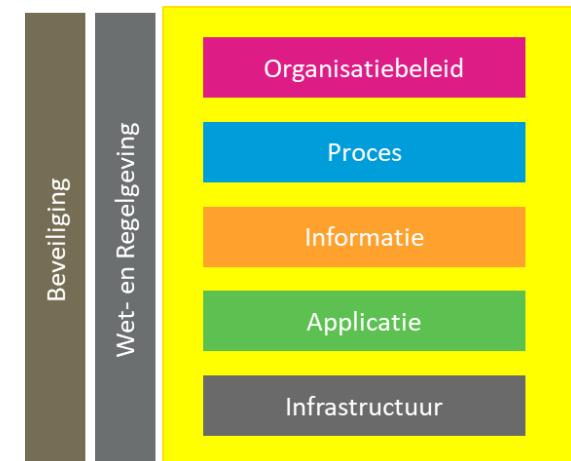 Beveiliging
Wet- en Regelgeving
Organisatiebeleid
Proces
Informatie
Applicatie
Infrastructuur